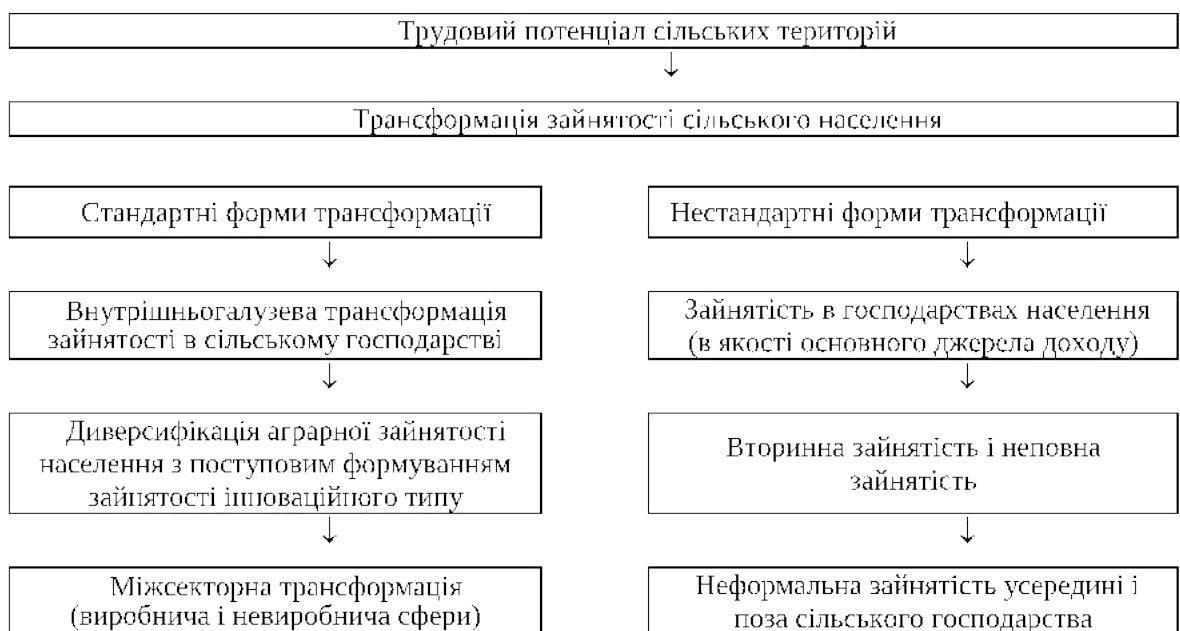 Трудовий потенціал сільських територій
↓
Трансформація зайнятості сільського населення
Стандартні форми трансформації
↓
Внутрішньогалузева трансформація
зайнятості в сільському господарстві
↓
Диверсифікація аграрної зайнятості
населення з поступовим формуванням
зайнятості інноваційного типу
↓
Міжсекторна трансформація
(виробнича і невиробнича сфери)
Нестандартні форми трансформації
↓
Зайнятість в господарствах населення
(в якості основного джерела доходу)
↓
Вторинна зайнятість і неповна
зайнятість
↓
Неформальна зайнятість усередині і
поза сільського господарства